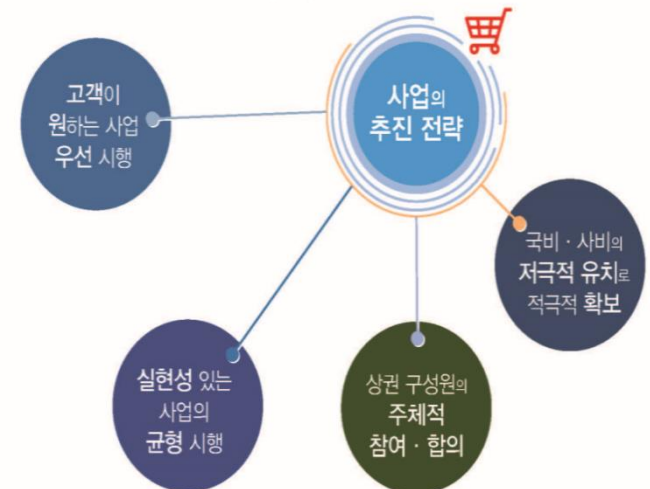 사업의
추진 전략
고객이
원하는 사업
우선 시행
국비 · 사비의
저극적 유치로
적극적 확보
실현성 있는
사업의
균형 시행
상권 구성원의
주체적
참여 · 합의